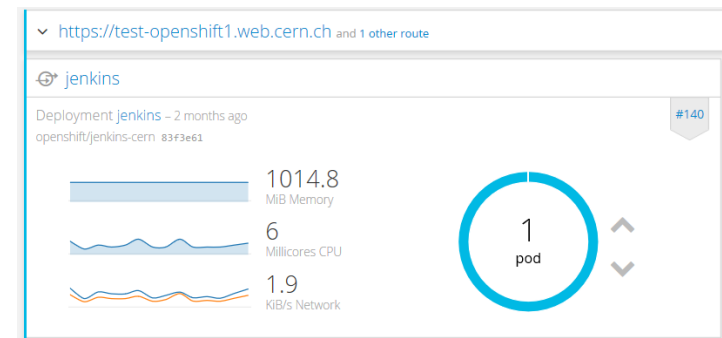 https://test-openshift1.web.cern.ch and 1 other route
jenkins
Deployment jenkins – 2 months ago
#140
openshift/jenkins-cern 83f3e61
1014.8
MiB Memory
6
Millicores CPU
1.9
KiB/s Network
1
pod